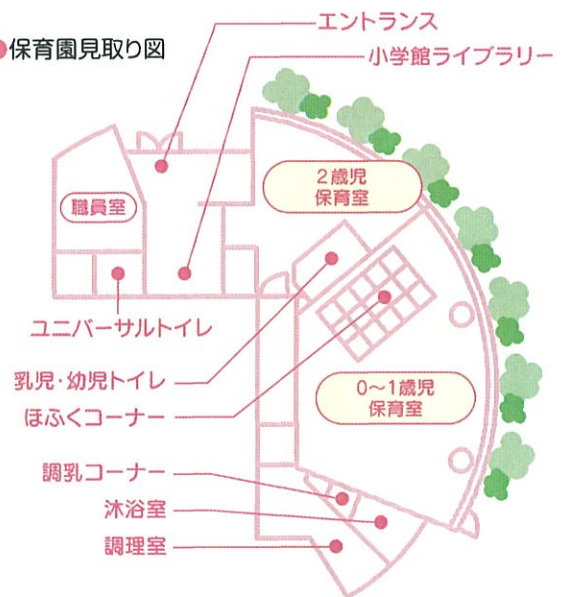 ●保育園見取り図
エントランス
小学館ライブラリー
2歳児
保育室
職員室
ユニバーサルトイレ
乳児・幼児トイレ
ほふくコーナー
0〜1歳児
保育室
調乳コーナー
沐浴室
調理室